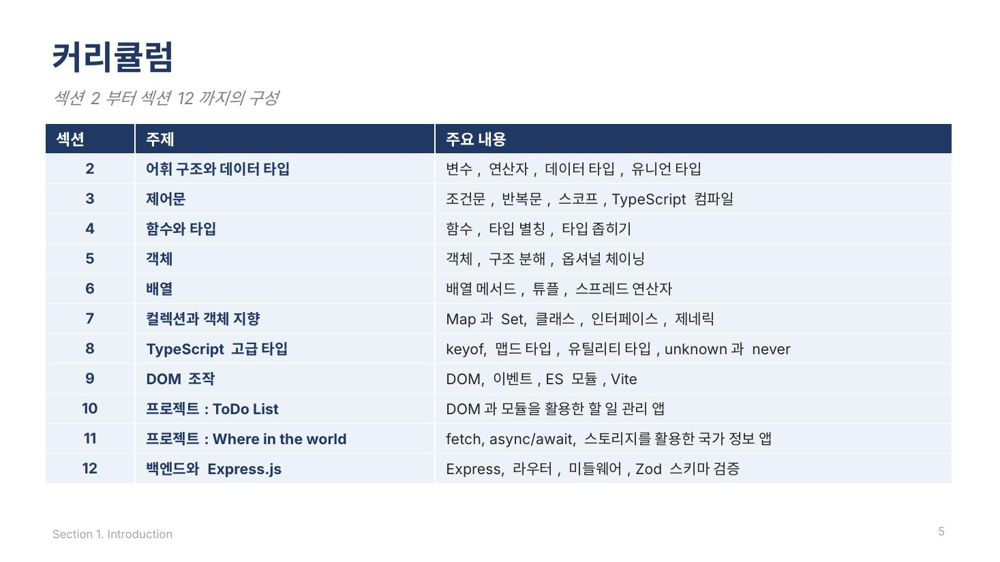 커리큘럼
섹션 2 부터 섹션 12 까지의 구성
섹션 주제 주요 내용
2 어휘 구조와 데이터 타입 변수 , 연산자 , 데이터 타입 , 유니언 타입
3 제어문 조건문 , 반복문 , 스코프 , TypeScript 컴파일
4 함수와 타입 함수 , 타입 별칭 , 타입 좁히기
5 객체 객체 , 구조 분해 , 옵셔널 체이닝
6 배열 배열 메서드 , 튜플 , 스프레드 연산자
7 컬렉션과 객체 지향 Map 과 Set, 클래스 , 인터페이스 , 제네릭
8 TypeScript 고급 타입 keyof, 맵드 타입 , 유틸리티 타입 , unknown 과 never
9 DOM 조작 DOM, 이벤트 , ES 모듈 , Vite
10 프로젝트 : ToDo List DOM 과 모듈을 활용한 할 일 관리 앱
11 프로젝트 : Where in the world fetch, async/await, 스토리지를 활용한 국가 정보 앱
12 백엔드와 Express.js Express, 라우터 , 미들웨어 , Zod 스키마 검증
Section 1. Introduction
5